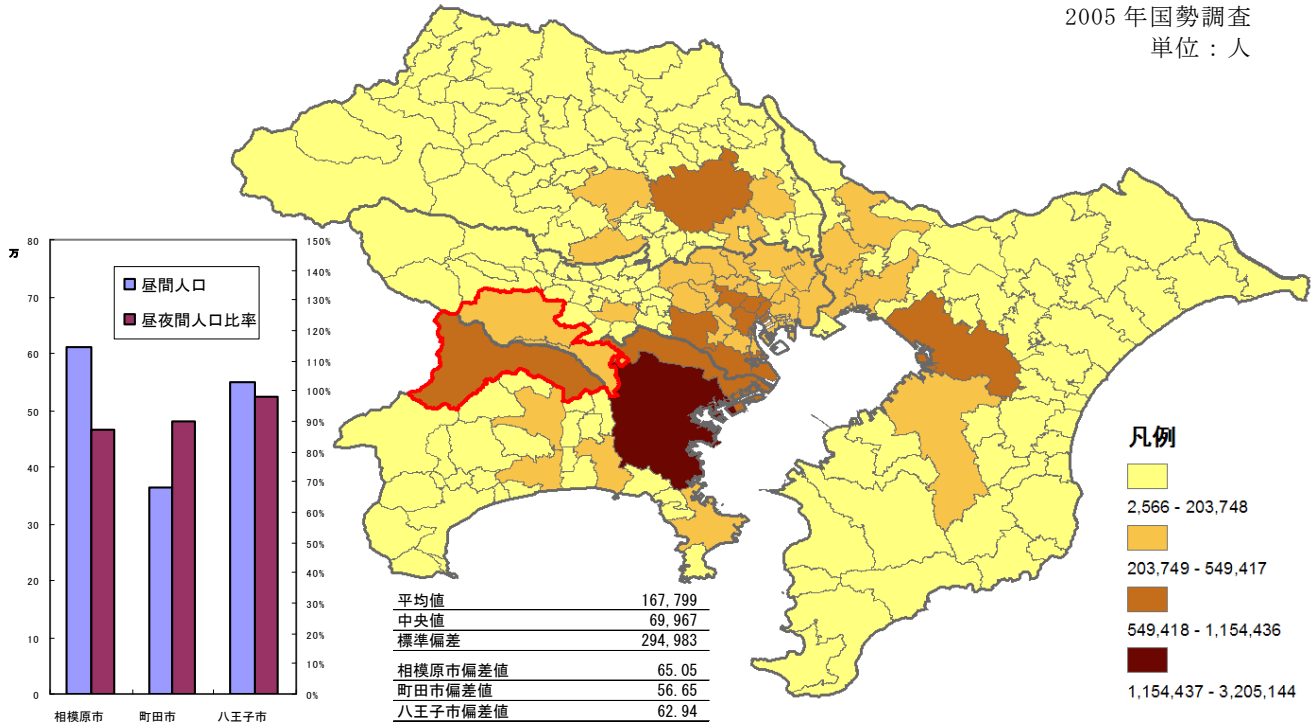 2005 年国勢調査
単位：人
万
80
70
60
50
40
30
20
10
0
150%
140%
130%
120%
110%
100%
90%
80%
70%
60%
50%
40%
30%
20%
10%
0%
昼間人口
昼夜間人口比率
相模原市
町田市
八王子市
平均値 167,799
中央値 69,967
標準偏差 294,983
相模原市偏差値 65.05
町田市偏差値 56.65
八王子市偏差値 62.94
凡例
2,566 - 203,748
203,749 - 549,417
549,418 - 1,154,436
1,154,437 - 3,205,144